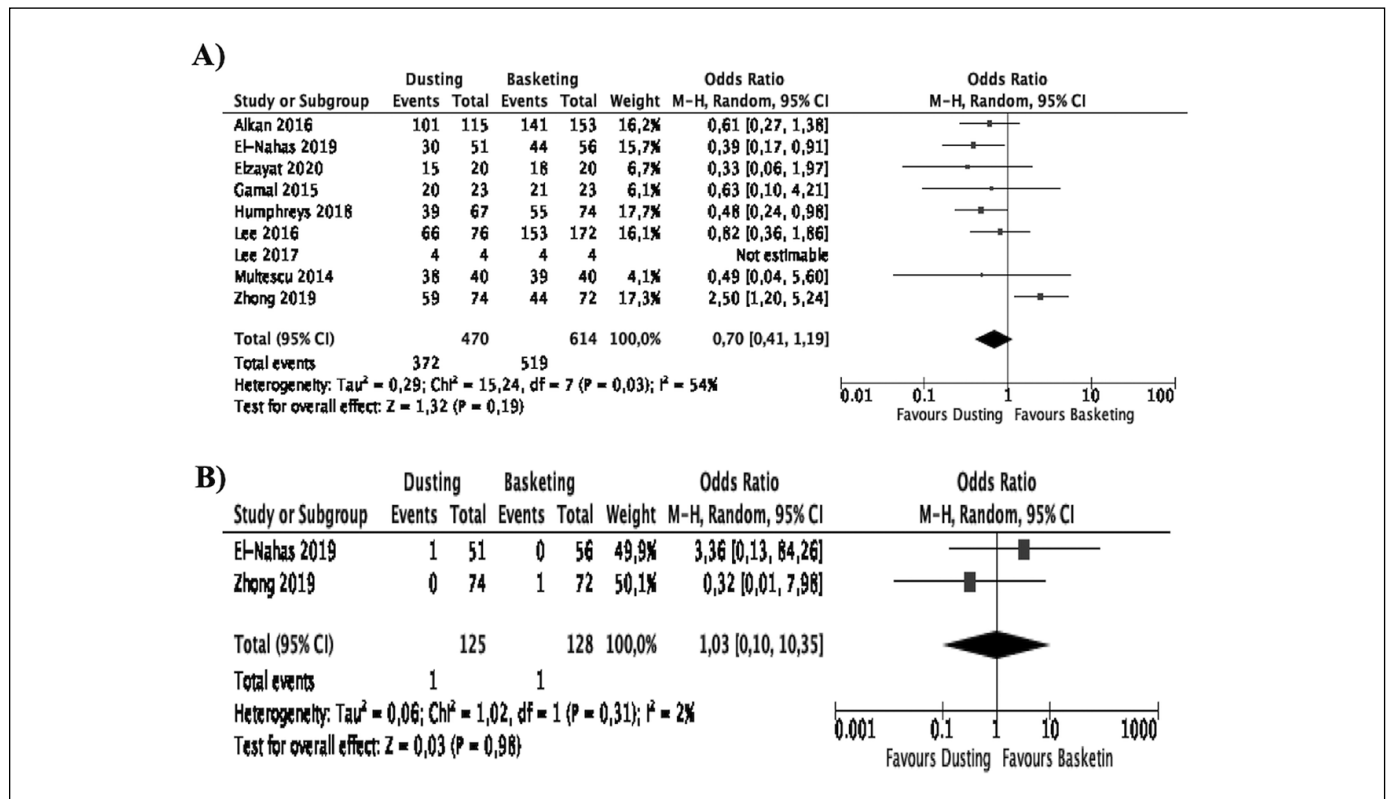 A)
Dusting Basketing Odds Ratio Odds Ratio
Study or Subgroup Events Total Events Total Weight M-H, Random, 95% CI M-H, Random, 95% CI
Alkan 2016 101 115 141 153 16,2% 0,61 [0,27, 1,38]
El-Nahas 2019 30 51 44 56 15,7% 0,39 [0,17, 0,91]
Elzayat 2020 15 20 18 20 6,7% 0,33 [0,06, 1,97]
Gamal 2015 20 23 21 23 6,1% 0,63 [0,10, 4,21]
Humphreys 2018 39 67 55 74 17,7% 0,48 [0,24, 0,98]
Lee 2016 66 76 153 172 16,1% 0,82 [0,36, 1,86]
Lee 2017 4 4 4 4 Not estimable
Multescu 2014 38 40 39 40 4,1% 0,49 [0,04, 5,60]
Zhong 2019 59 74 44 72 17,3% 2,50 [1,20, 5,24]
Total (95% CI) 470 614 100,0% 0,70 [0,41, 1,19]
Total events 372 519
Heterogeneity: Tau² = 0,29; Chi² = 15,24, df = 7 (P = 0,03); I² = 54%
Test for overall effect: Z = 1,32 (P = 0,19)
0.01 0.1 1 10 100
Favours Dusting Favours Basketing
B)
Dusting Basketing Odds Ratio Odds Ratio
Study or Subgroup Events Total Events Total Weight M-H, Random, 95% CI M-H, Random, 95% CI
El-Nahas 2019 1 51 0 56 49,9% 3,36 [0,13, 84,26]
Zhong 2019 0 74 1 72 50,1% 0,32 [0,01, 7,98]
Total (95% CI) 125 128 100,0% 1,03 [0,10, 10,35]
Total events 1 1
Heterogeneity: Tau² = 0,06; Chi² = 1,02, df = 1 (P = 0,31); I² = 2%
Test for overall effect: Z = 0,03 (P = 0,98)
0.001 0.1 1 10 1000
Favours Dusting Favours Basketin